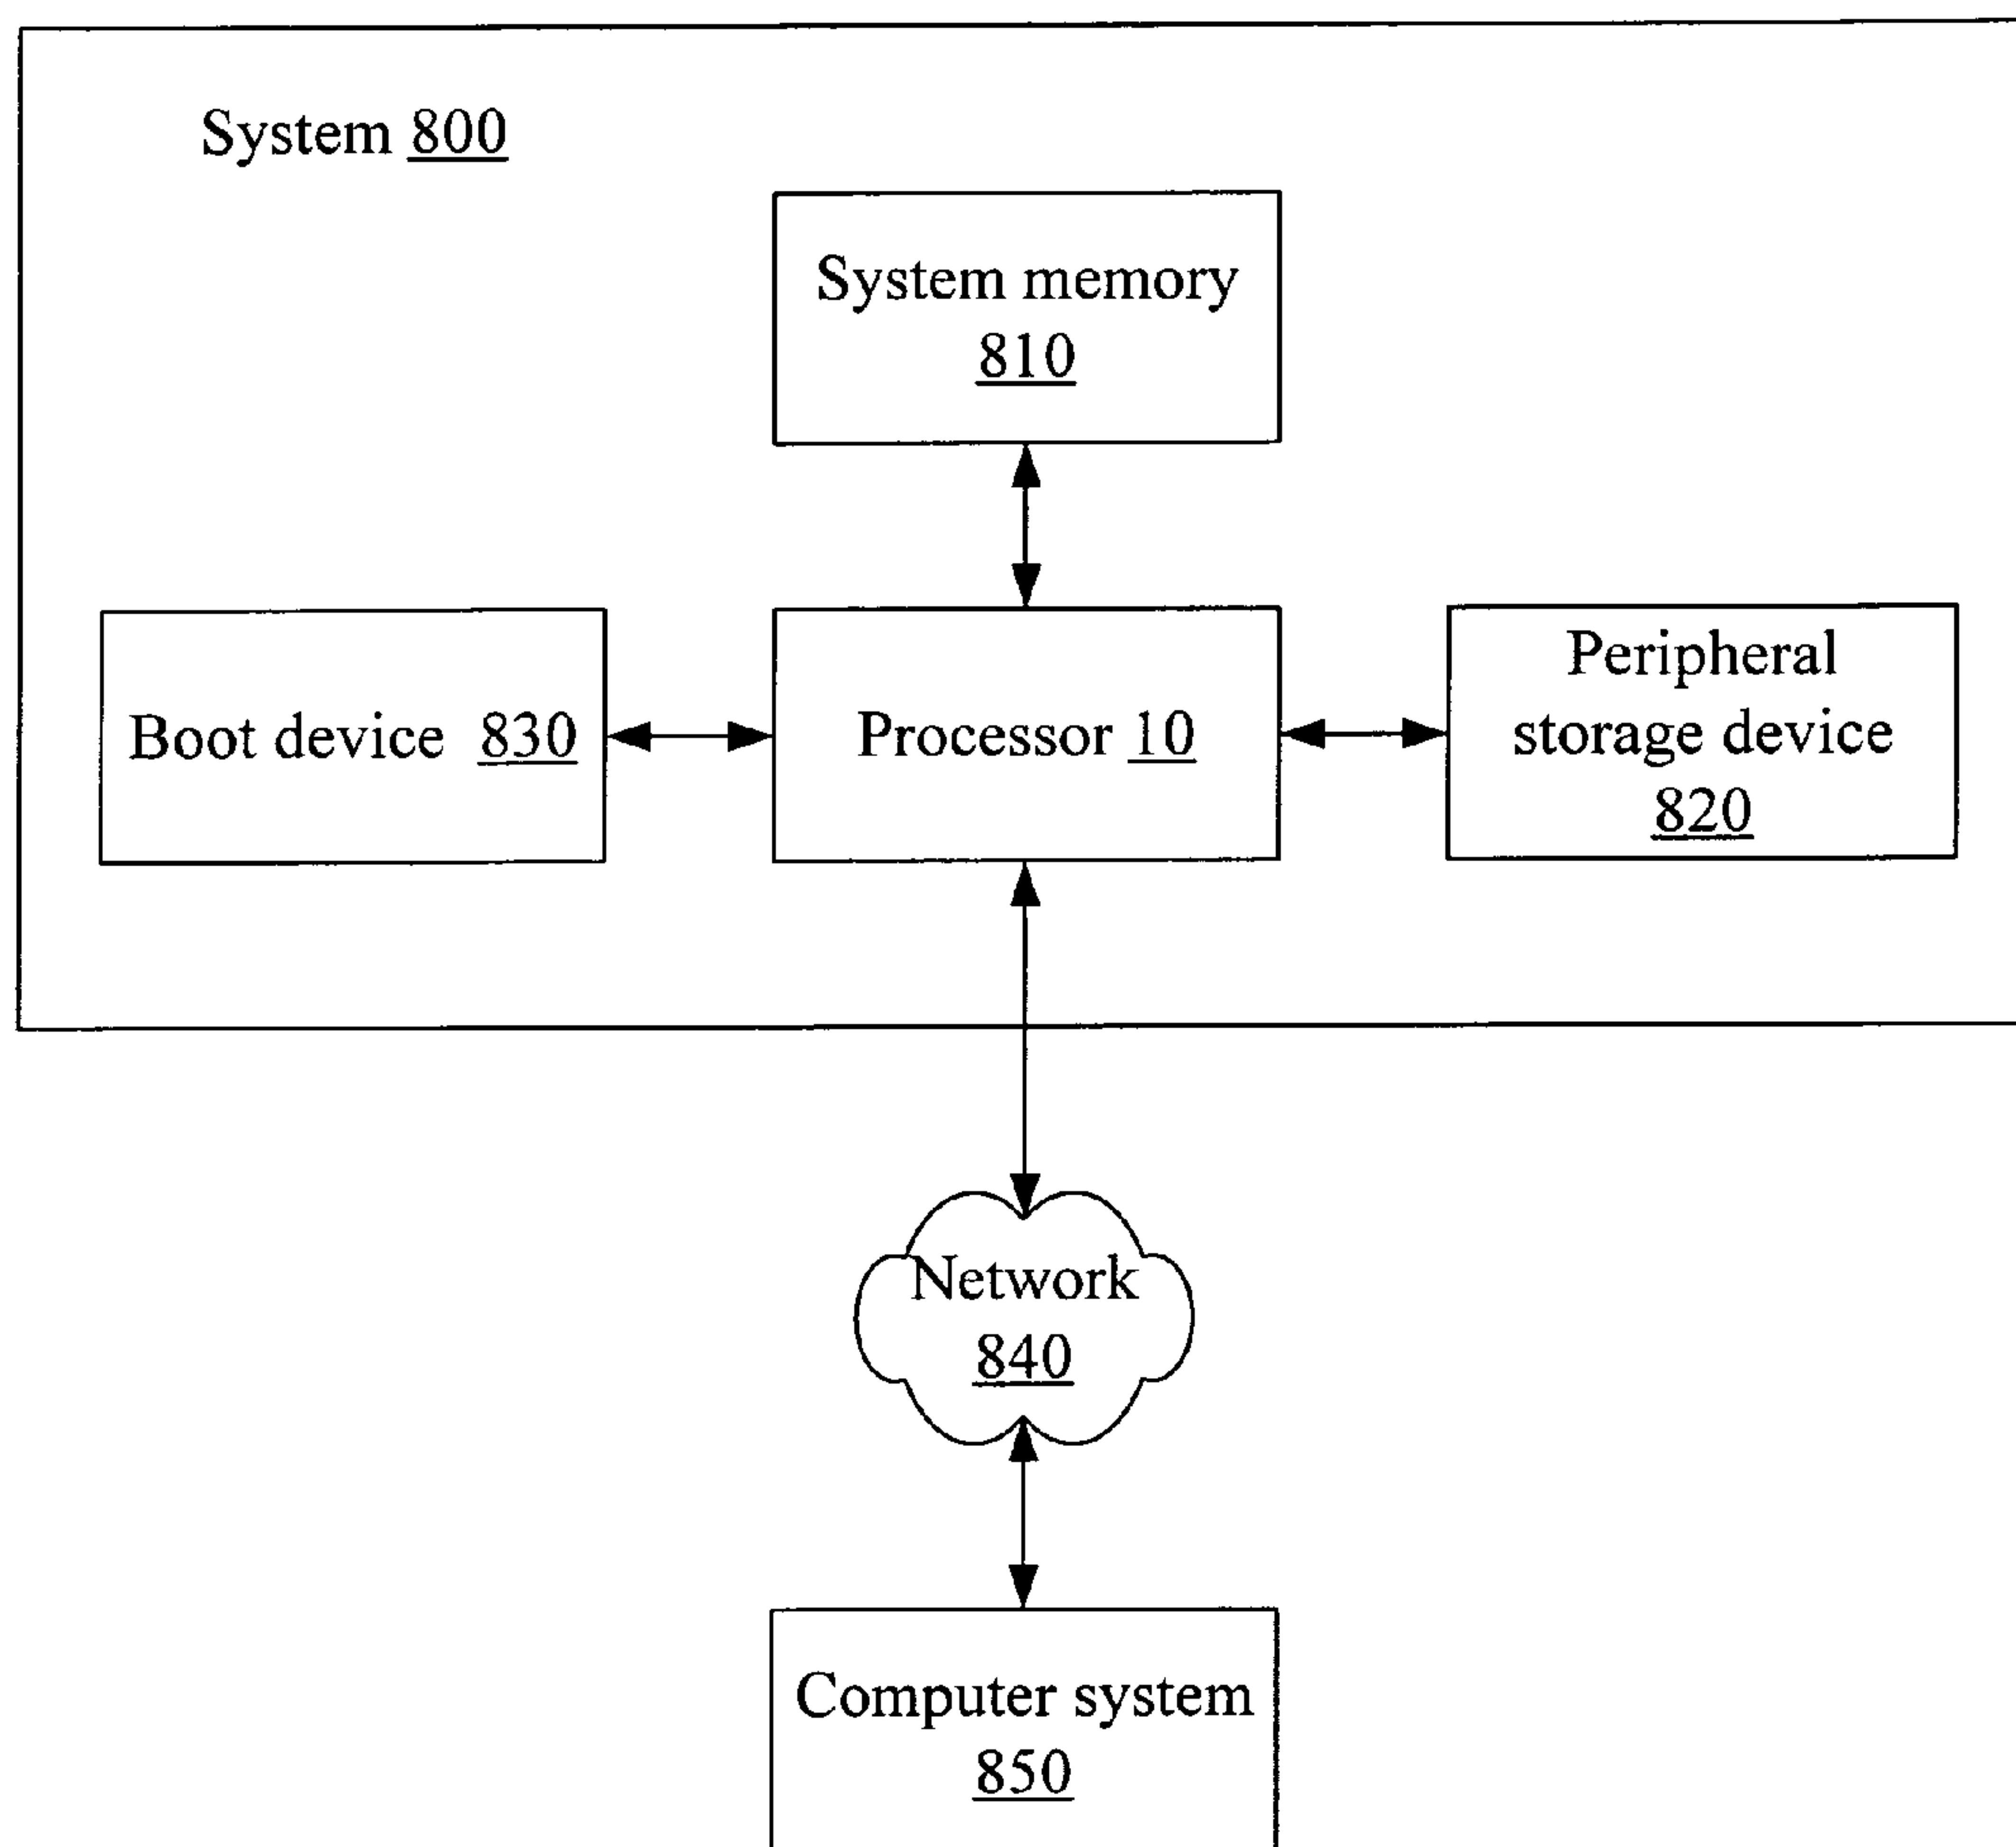 System 800
System memory
810
Boot device 830
Processor 10
Peripheral
storage device
820
Network
840
Computer system
850